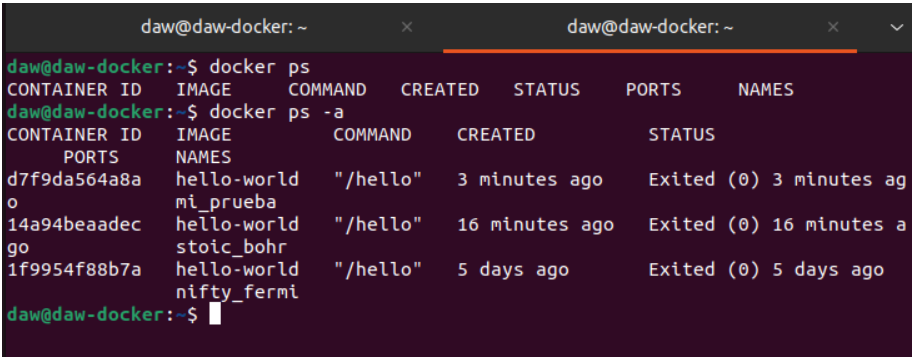 daw@daw-docker: ~ × daw@daw-docker: ~ ×
daw@daw-docker:~$ docker ps
CONTAINER ID   IMAGE     COMMAND   CREATED   STATUS    PORTS     NAMES
daw@daw-docker:~$ docker ps -a
CONTAINER ID   IMAGE         COMMAND    CREATED          STATUS
     PORTS     NAMES
d7f9da564a8a   hello-world   "/hello"   3 minutes ago    Exited (0) 3 minutes ag
o              mi_prueba
14a94beaadec   hello-world   "/hello"   16 minutes ago   Exited (0) 16 minutes a
go             stoic_bohr
1f9954f88b7a   hello-world   "/hello"   5 days ago       Exited (0) 5 days ago
               nifty_fermi
daw@daw-docker:~$